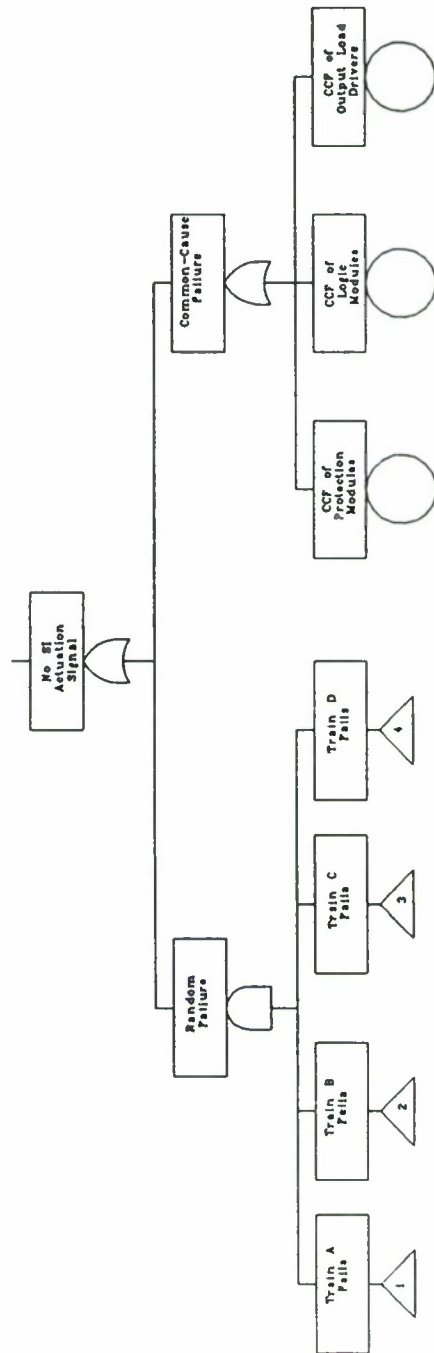 No SI
Actuation
Signal
Random
Failure
Common-Cause
Failure
Train A
Fails
Train B
Fails
Train C
Fails
Train D
Fails
CCF of
Protection
Modules
CCF of
Logic
Modules
CCF of
Output Load
Drivers
1
2
3
4